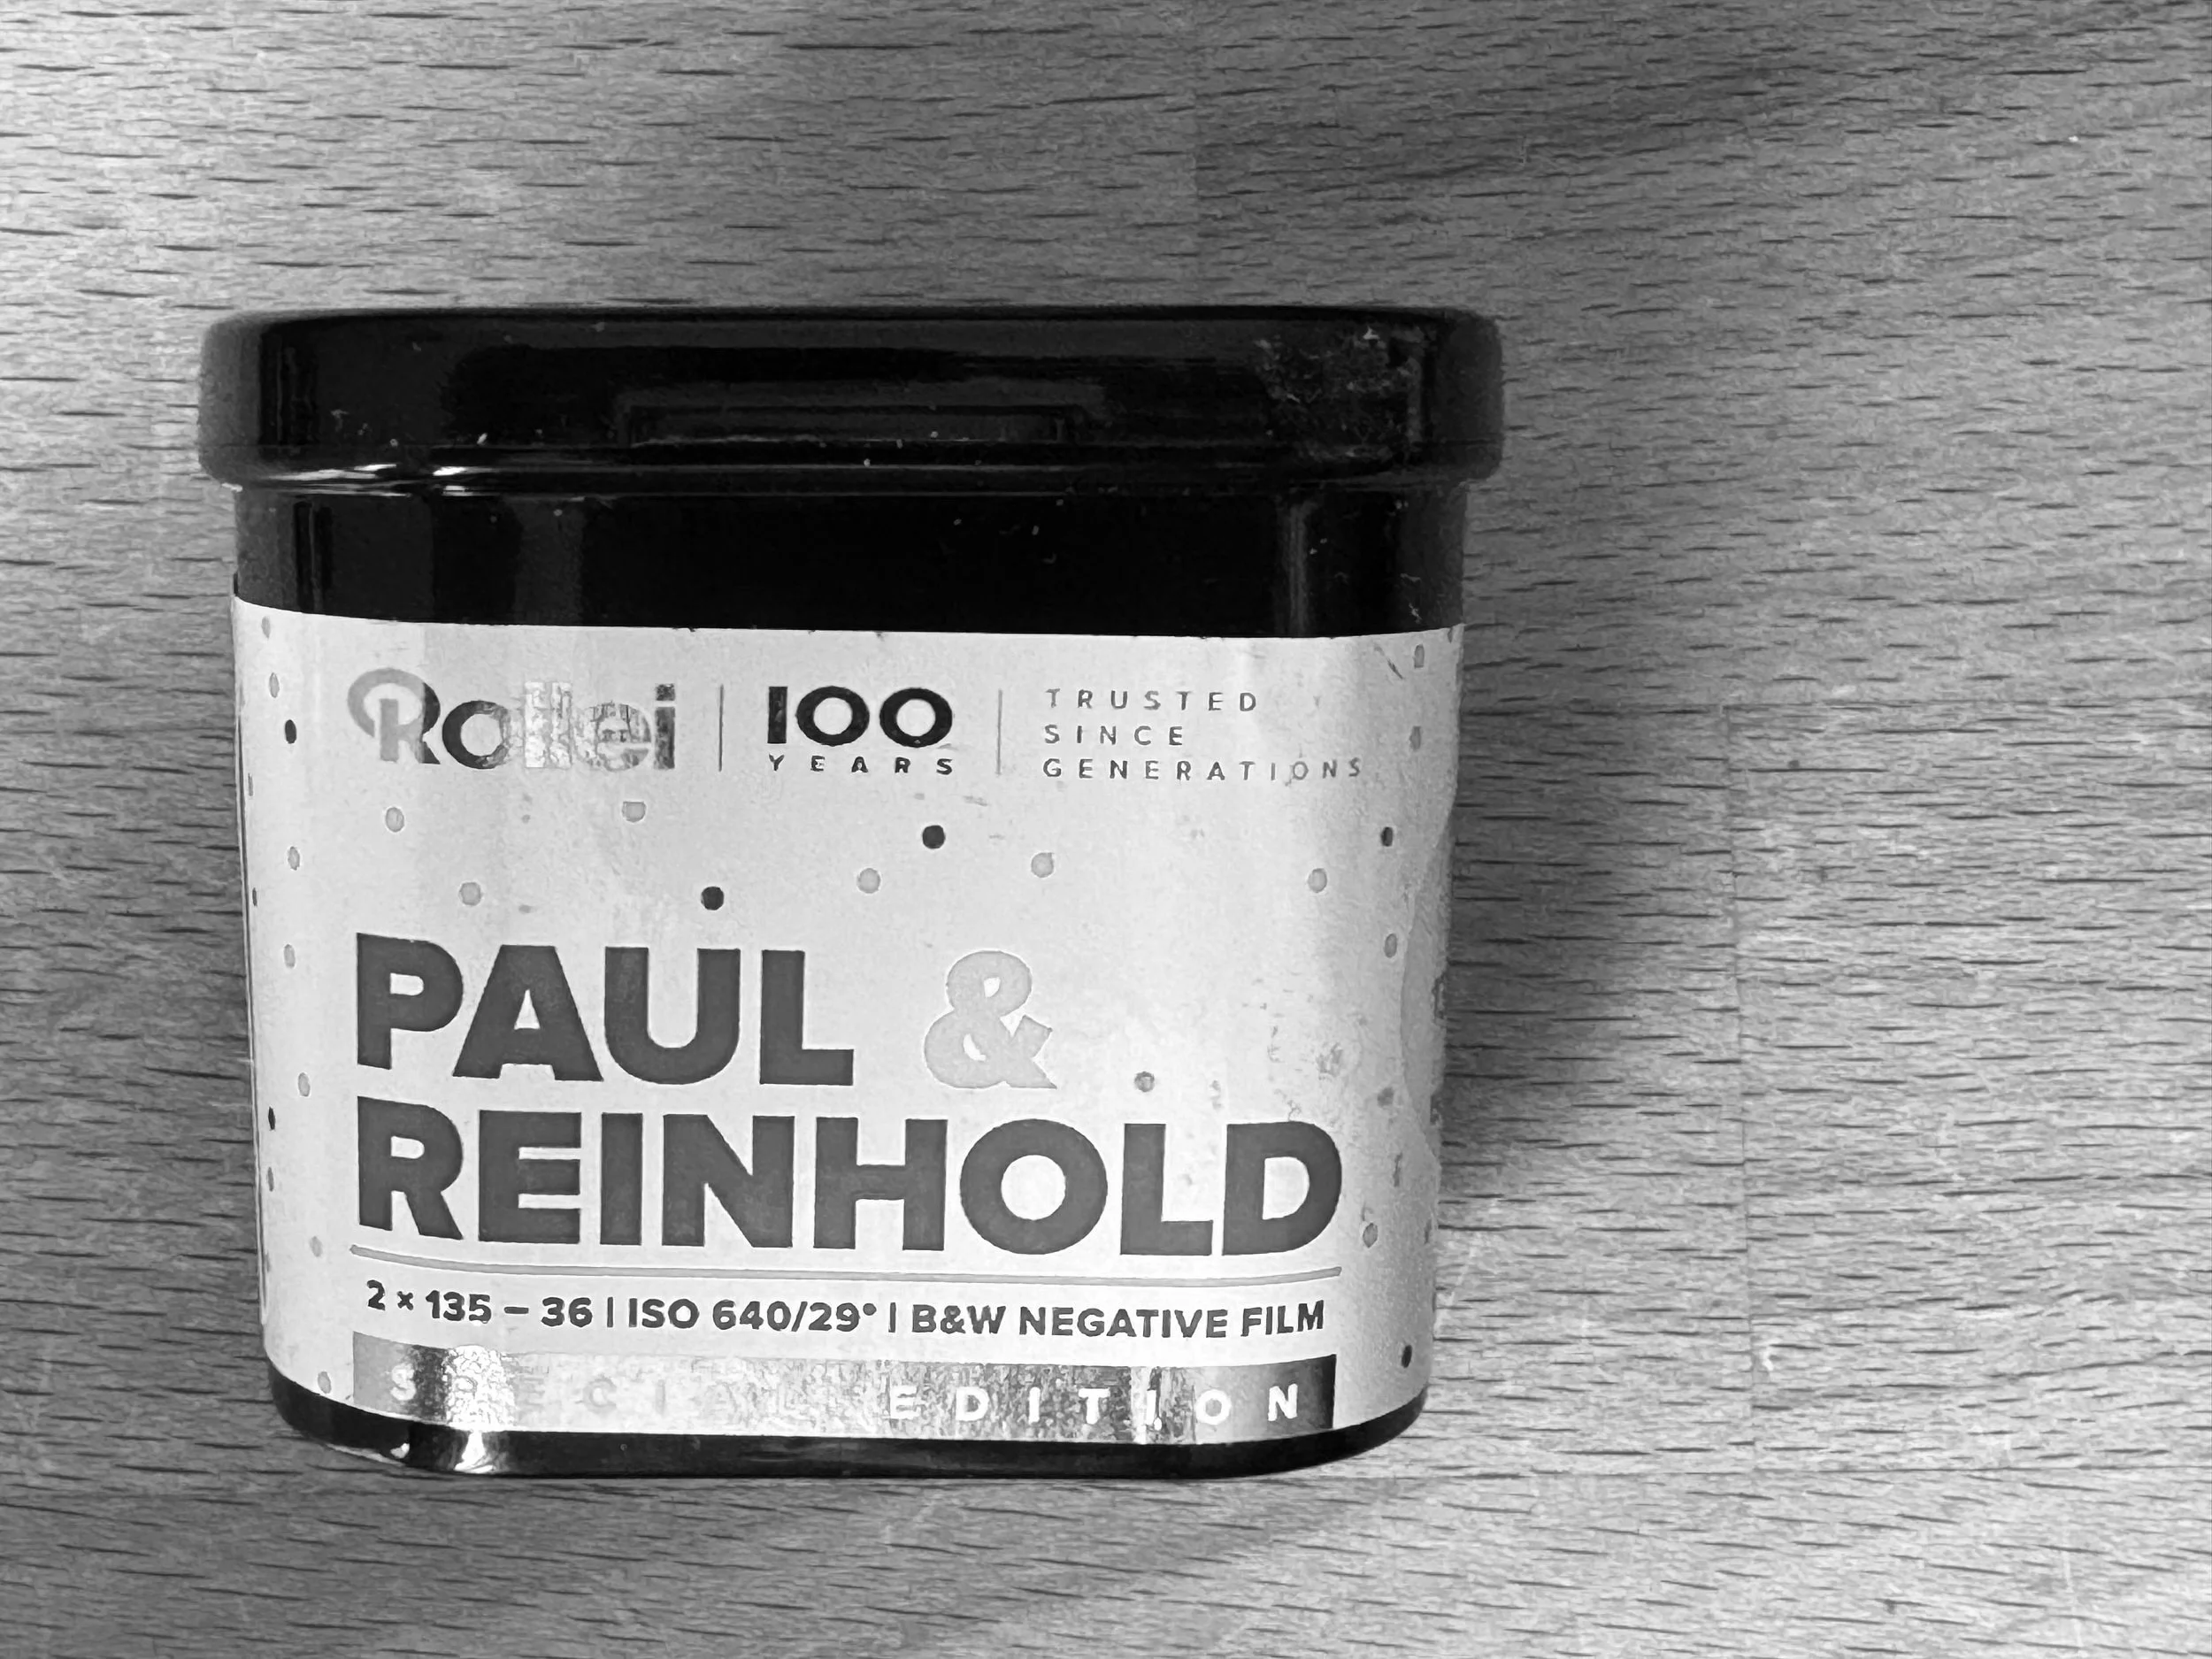 Rollei | 100 YEARS | TRUSTED SINCE GENERATIONS
PAUL &
REINHOLD
2 × 135 – 36 | ISO 640/29° | B&W NEGATIVE FILM
SPECIAL EDITION